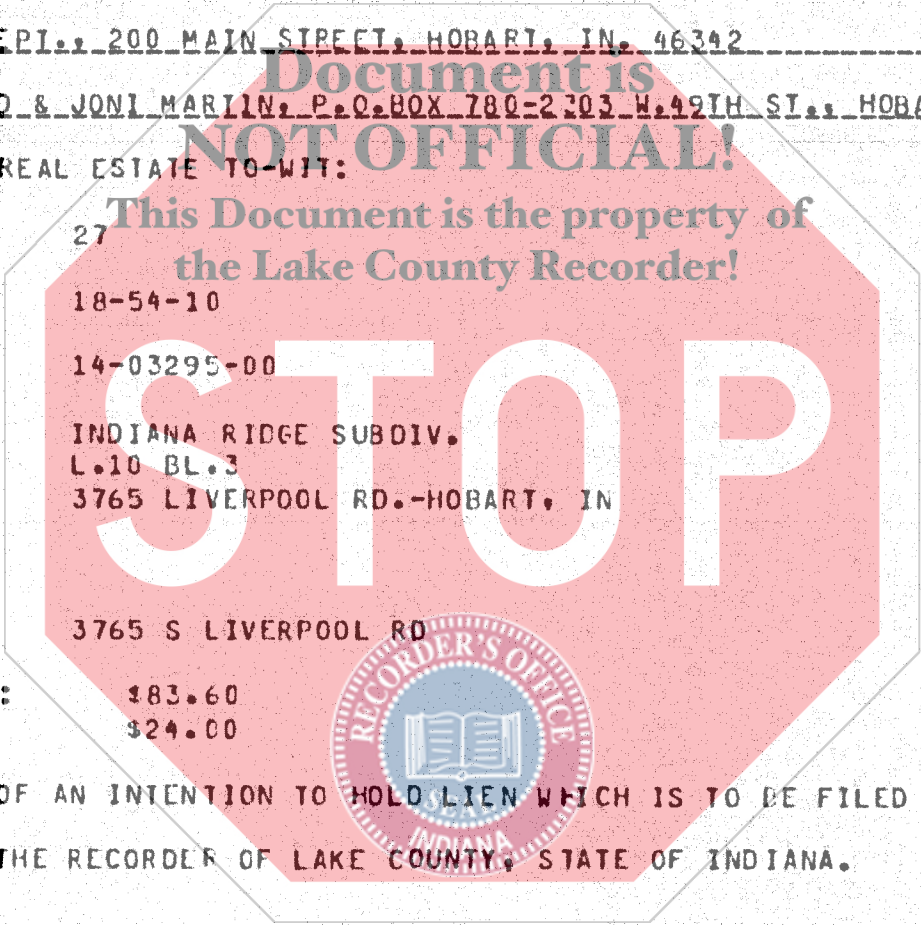 EPT., 200 MAIN STREET, HOBART, IN. 46342
Document is
D & JONI MARTIN, P.O.BOX 780-2303 W.49TH ST., HOBA
NOT OFFICIAL!
REAL ESTATE TO-WIT:
This Document is the property of
27
the Lake County Recorder!
18-54-10
14-03295-00
STOP
INDIANA RIDGE SUBDIV.
L.10 BL.3
3765 LIVERPOOL RD.-HOBART, IN
3765 S LIVERPOOL RD
RECORDER'S OFFICE
: $83.60
$24.00
OF AN INTENTION TO HOLD LIEN WHICH IS TO BE FILED
SEAL
INDIANA
THE RECORDER OF LAKE COUNTY, STATE OF INDIANA.